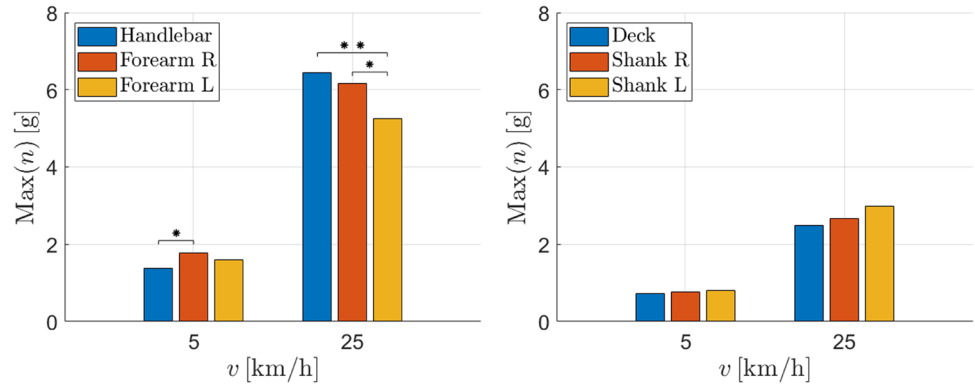 8
6
4
2
0
Max(n) [g]
Handlebar
Forearm R
Forearm L
* *
*
*
5
25
v [km/h]
8
6
4
2
0
Max(n) [g]
Deck
Shank R
Shank L
5
25
v [km/h]